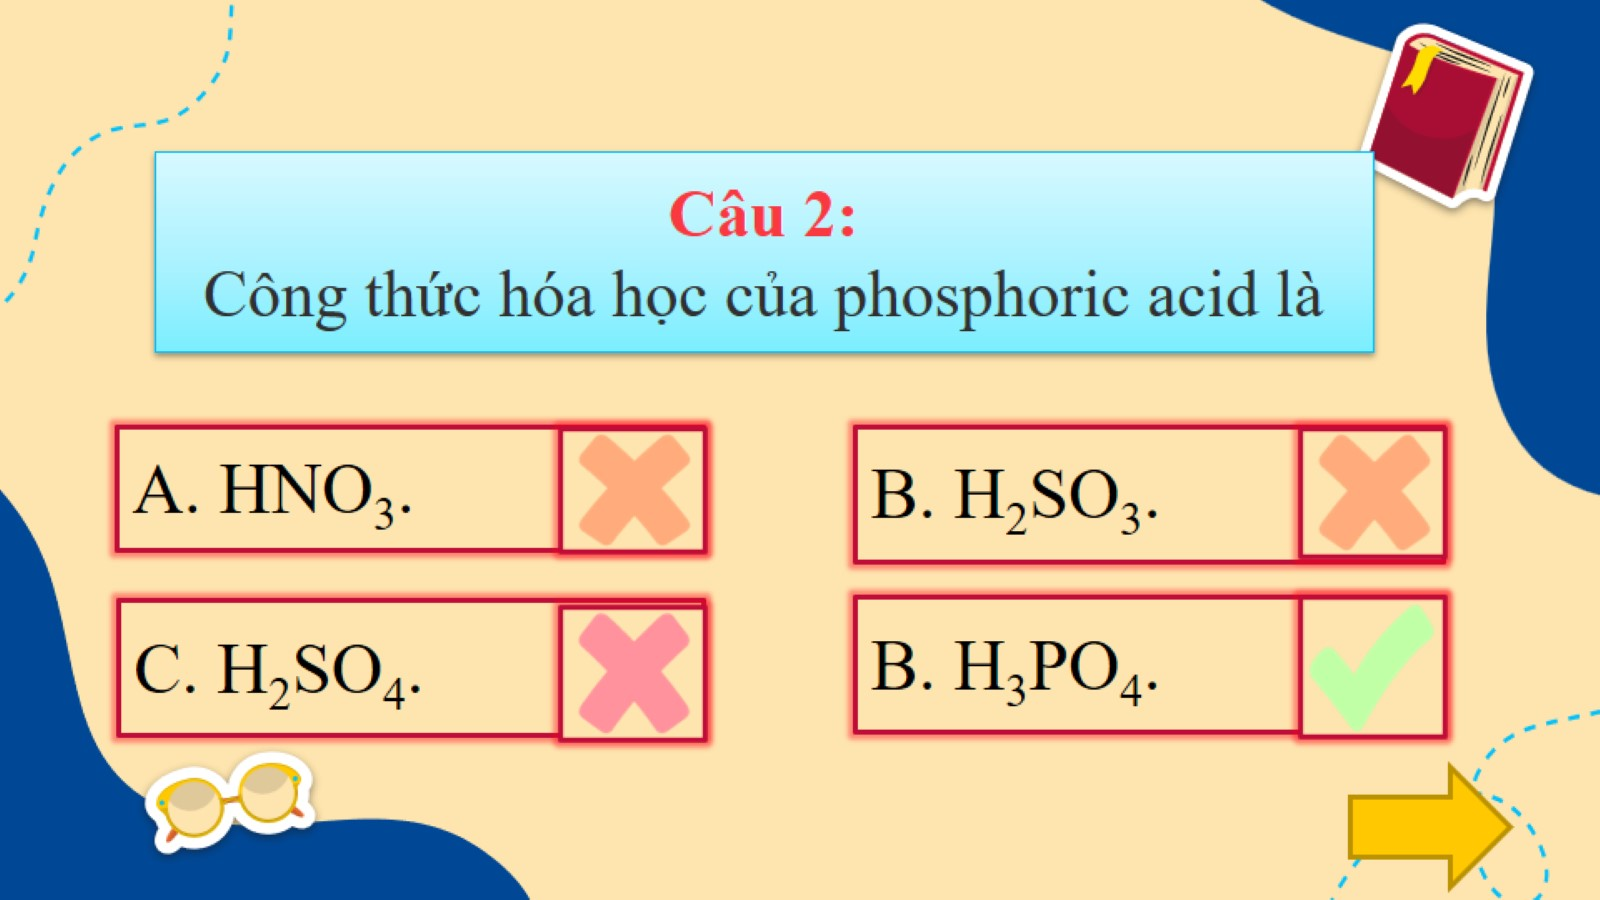 Câu 2:
Công thức hóa học của phosphoric acid là
A. HNO₃.
B. H₂SO₃.
C. H₂SO₄.
B. H₃PO₄.